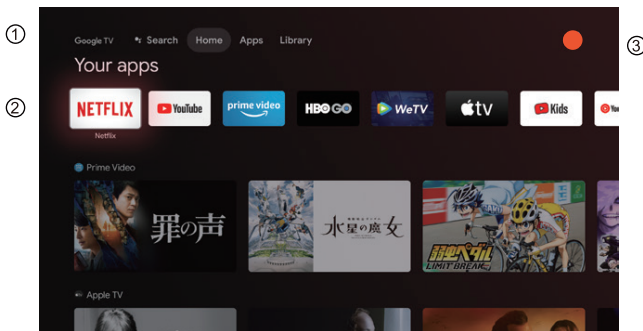 ①
Google TV Search Home Apps Library
③
Your apps
②
NETFLIX YouTube prime video HBO GO WeTV tv Kids
Netflix
Prime Video
罪の声
水星の魔女
弱虫ペダル
LIMIT BREAK
Apple TV